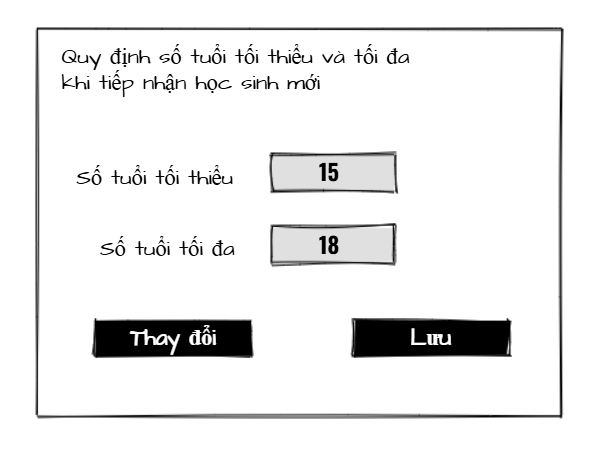 Quy định số tuổi tối thiểu và tối đa
khi tiếp nhận học sinh mới
Số tuổi tối thiểu
15
Số tuổi tối đa
18
Thay đổi
Lưu